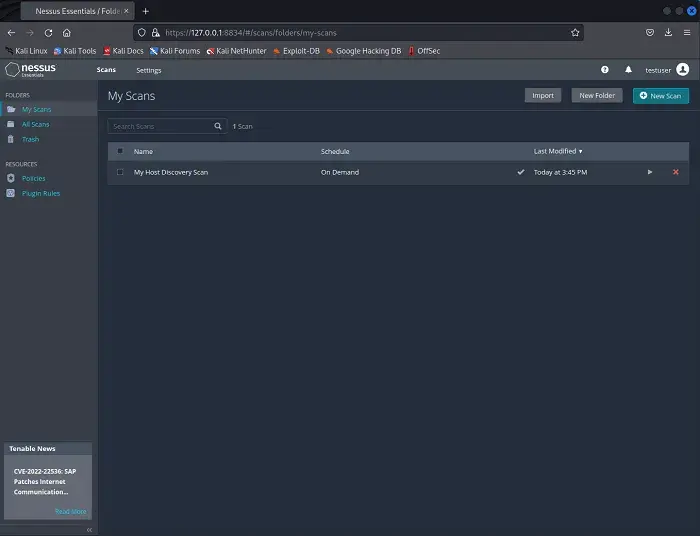 Nessus Essentials / Folde
https://127.0.0.1:8834/#/scans/folders/my-scans
Kali Linux Kali Tools Kali Docs Kali Forums Kali NetHunter Exploit-DB Google Hacking DB OffSec
nessus Scans Settings testuser
Essentials
FOLDERS
My Scans
All Scans
Trash
RESOURCES
Policies
Plugin Rules
My Scans Import New Folder New Scan
Search Scans 1 Scan
Name Schedule Last Modified
My Host Discovery Scan On Demand Today at 3:45 PM
Tenable News
CVE-2022-22536: SAP
Patches Internet
Communication...
Read More